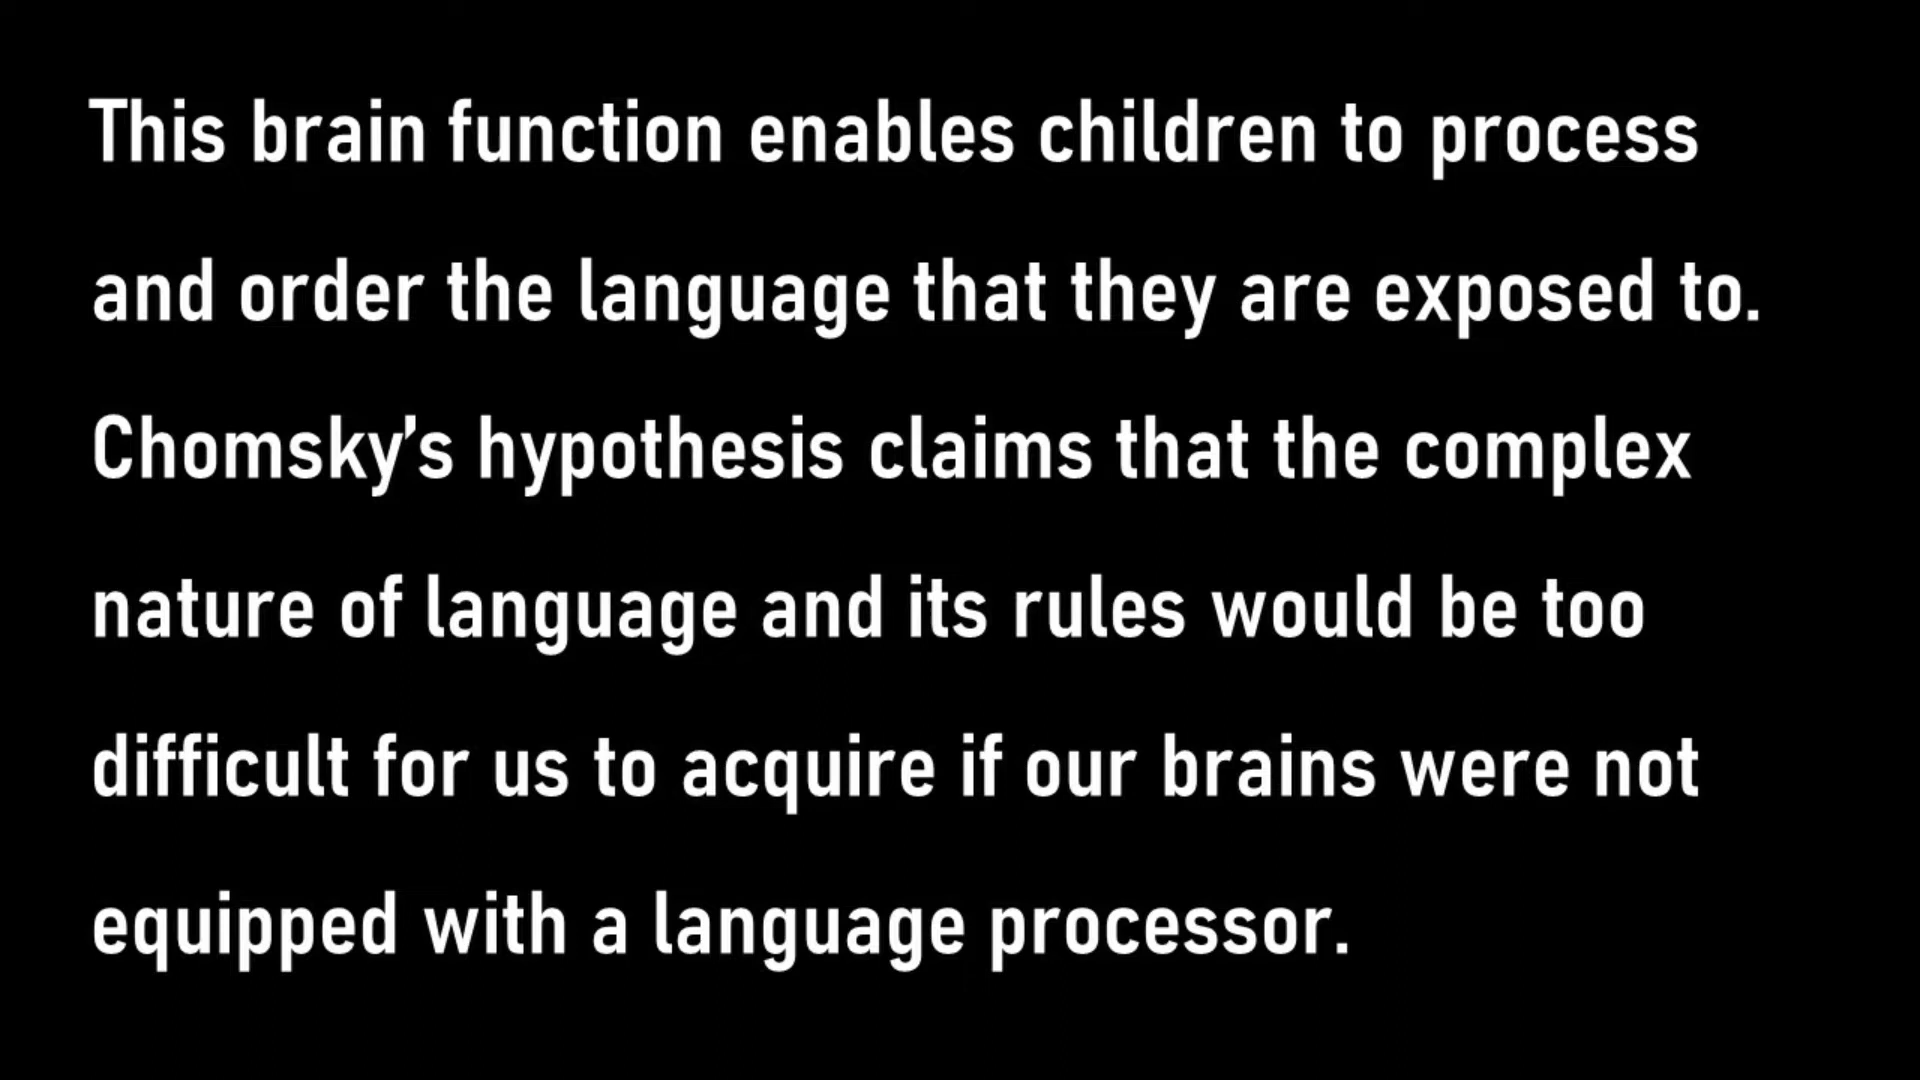 This brain function enables children to process
and order the language that they are exposed to.
Chomsky’s hypothesis claims that the complex
nature of language and its rules would be too
difficult for us to acquire if our brains were not
equipped with a language processor.